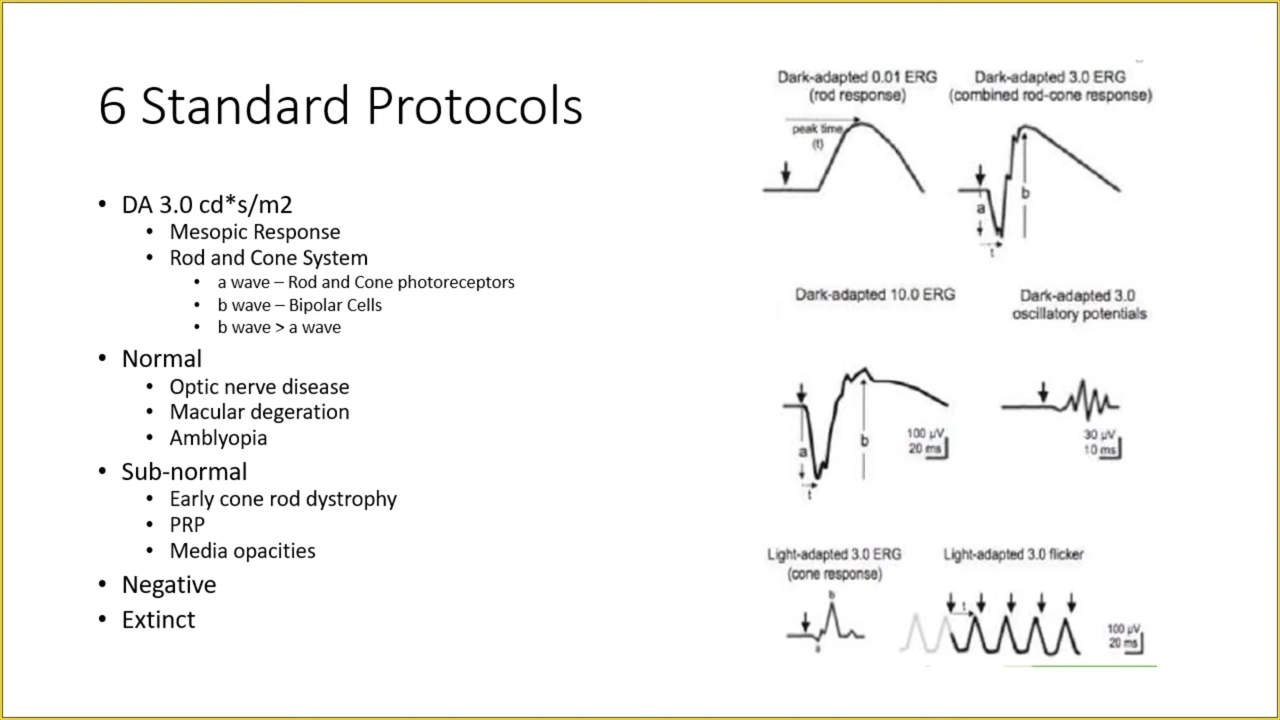 6 Standard Protocols
• DA 3.0 cd*s/m2
• Mesopic Response
• Rod and Cone System
• a wave – Rod and Cone photoreceptors
• b wave – Bipolar Cells
• b wave > a wave
• Normal
• Optic nerve disease
• Macular degeration
• Amblyopia
• Sub-normal
• Early cone rod dystrophy
• PRP
• Media opacities
• Negative
• Extinct
Dark-adapted 0.01 ERG
(rod response)
peak time
(t)
Dark-adapted 3.0 ERG
(combined rod-cone response)
a
b
t
Dark-adapted 10.0 ERG
a
b
t
100 µV
20 ms
Dark-adapted 3.0
oscillatory potentials
30 µV
10 ms
Light-adapted 3.0 ERG
(cone response)
b
a
Light-adapted 3.0 flicker
t
100 µV
20 ms